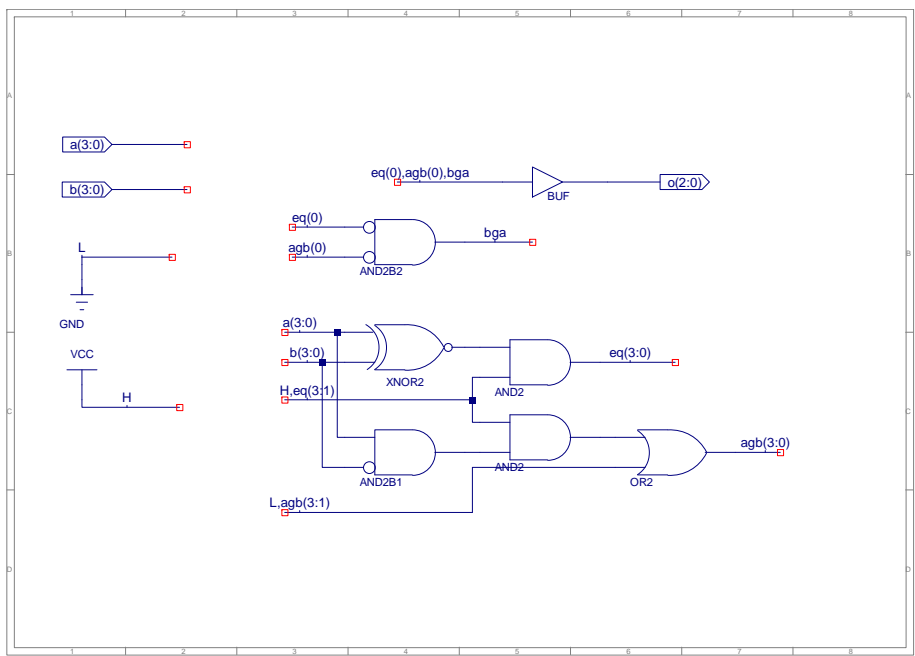 1 2 3 4 5 6 7 8
A A
a(3:0)
eq(0),agb(0),bga
b(3:0)
o(2:0)
BUF
eq(0)
bga
L
agb(0)
B B
AND2B2
GND
a(3:0)
VCC
b(3:0)
eq(3:0)
XNOR2
H,eq(3:1)
AND2
H
C C
agb(3:0)
AND2
AND2B1
OR2
L,agb(3:1)
D D
1 2 3 4 5 6 7 8